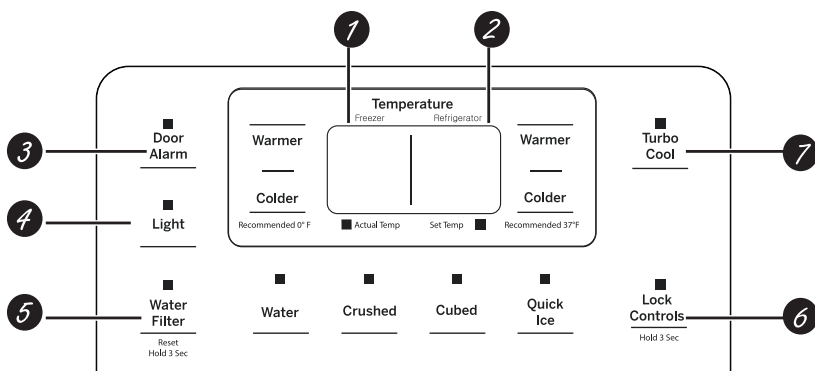 1
2
Temperature
Freezer
Refrigerator
3
Door
Alarm
Warmer
Warmer
Turbo
Cool
7
4
Light
Colder
Colder
Recommended 0° F
Actual Temp
Set Temp
Recommended 37°F
5
Water
Filter
Reset
Hold 3 Sec
Water
Crushed
Cubed
Quick
Ice
Lock
Controls
Hold 3 Sec
6